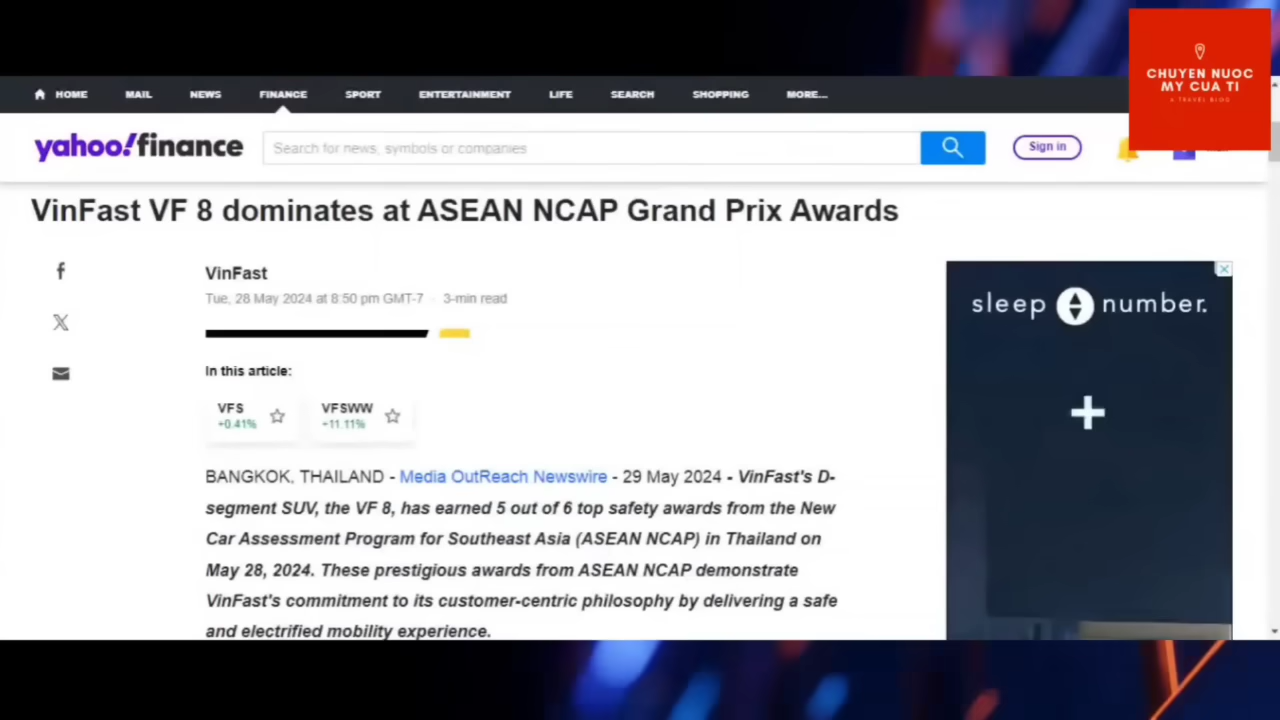 CHUYEN NUOC
MY CUA TI
A TRAVEL BLOG
HOME MAIL NEWS FINANCE SPORT ENTERTAINMENT LIFE SEARCH SHOPPING MORE...
yahoo!finance
Search for news, symbols or companies
Sign in
VinFast VF 8 dominates at ASEAN NCAP Grand Prix Awards
VinFast
Tue, 28 May 2024 at 8:50 pm GMT-7 · 3-min read
In this article:
VFS
+0.41%
VFSWW
+11.11%
BANGKOK, THAILAND - Media OutReach Newswire - 29 May 2024 - VinFast's D-
segment SUV, the VF 8, has earned 5 out of 6 top safety awards from the New
Car Assessment Program for Southeast Asia (ASEAN NCAP) in Thailand on
May 28, 2024. These prestigious awards from ASEAN NCAP demonstrate
VinFast's commitment to its customer-centric philosophy by delivering a safe
and electrified mobility experience.
sleep number.